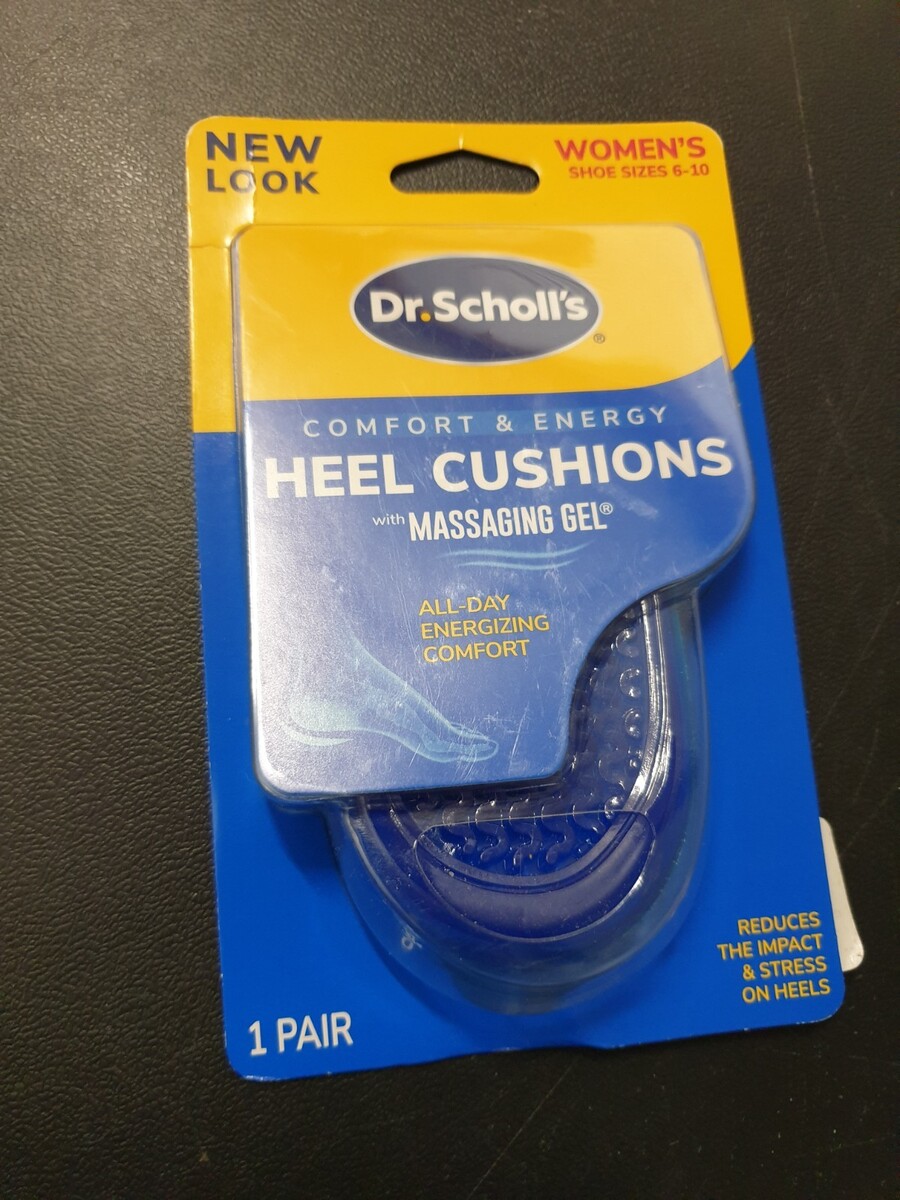 NEW
LOOK
WOMEN'S
SHOE SIZES 6-10
Dr.Scholl's®
COMFORT & ENERGY
HEEL CUSHIONS
with MASSAGING GEL®
ALL-DAY
ENERGIZING
COMFORT
REDUCES
THE IMPACT
& STRESS
ON HEELS
1 PAIR